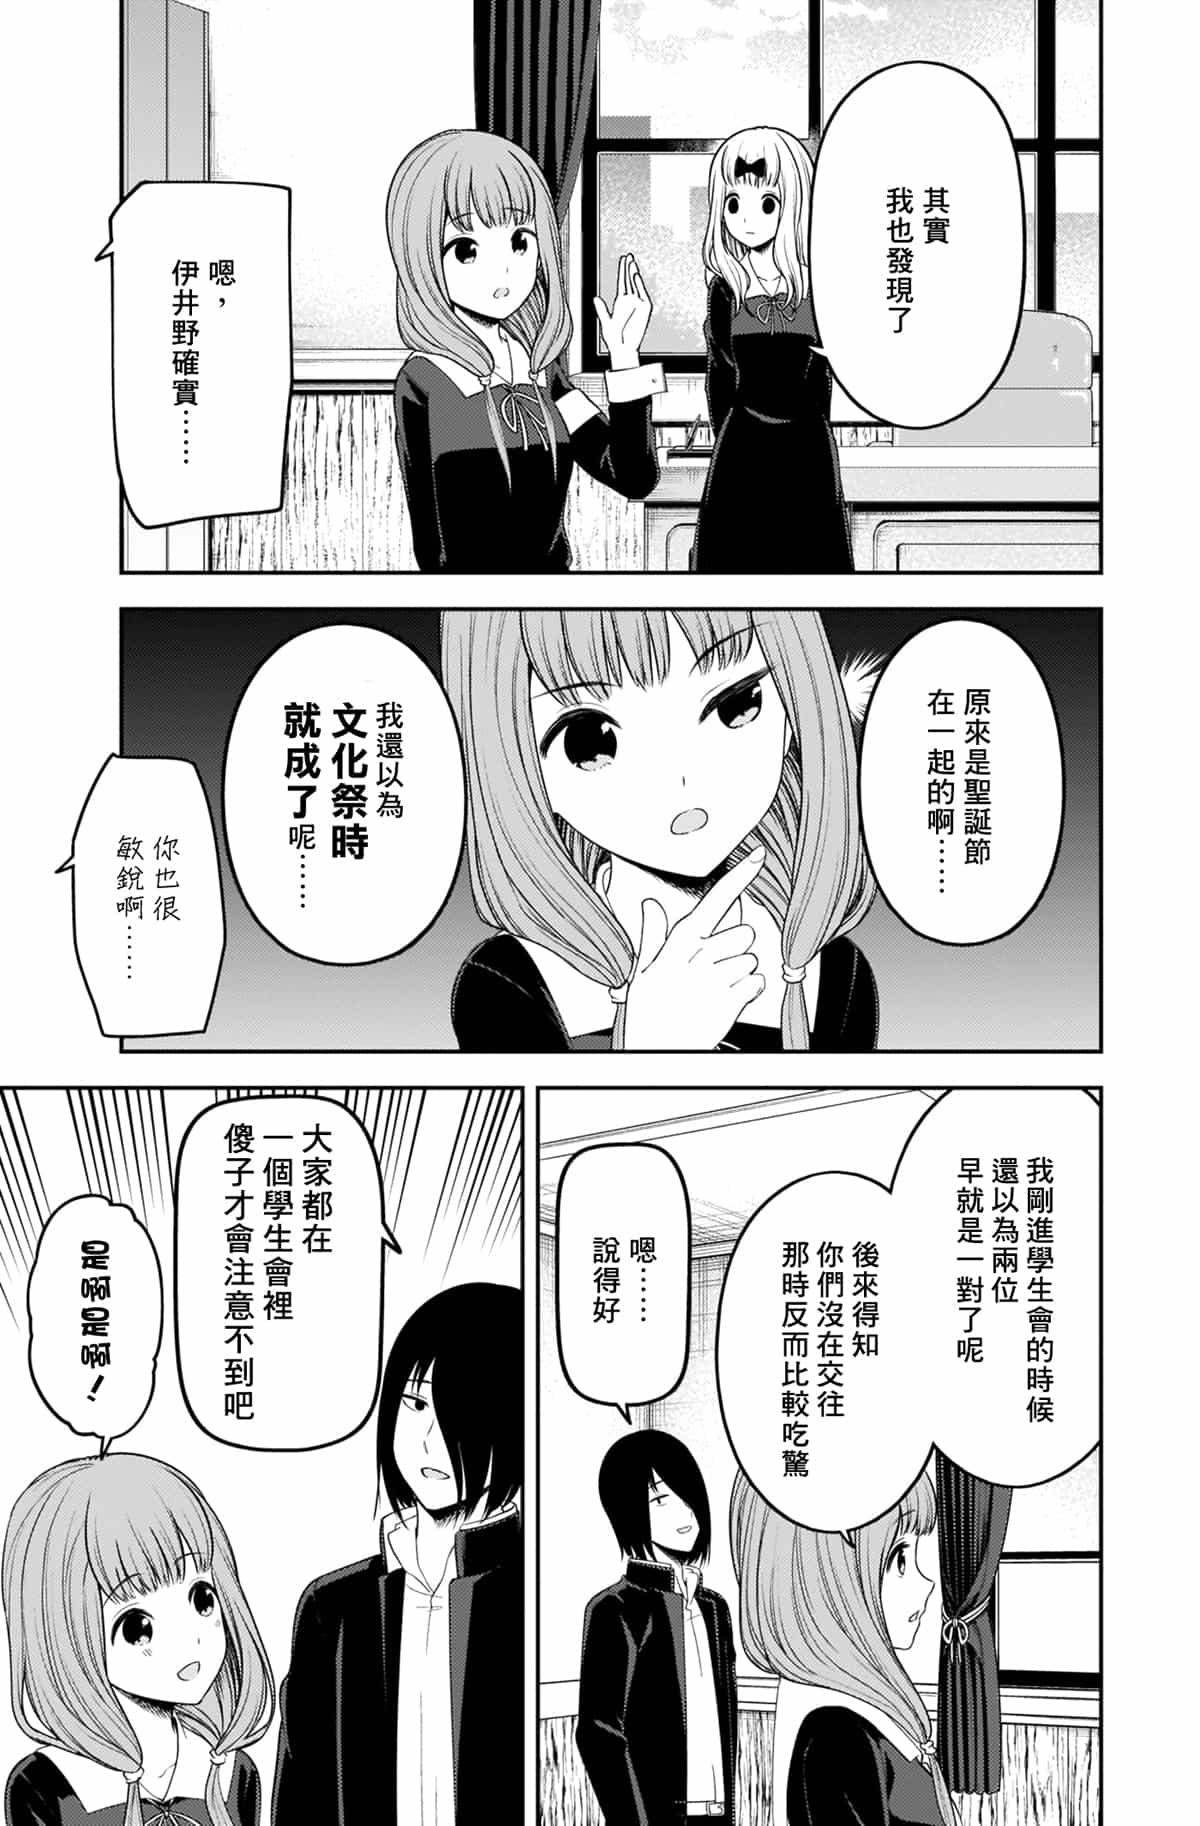 其實
我也發現了
嗯，
伊井野確實……
原來是聖誕節
在一起的啊……
我還以為
文化祭時
就成了呢……
你也很
敏銳啊……
我剛進學生會的時候
還以為兩位
早就是一對了呢
後來得知
你們沒在交往
那時反而比較吃驚
嗯……
說得好
大家都在
一個學生會裡
傻子才會注意不到吧